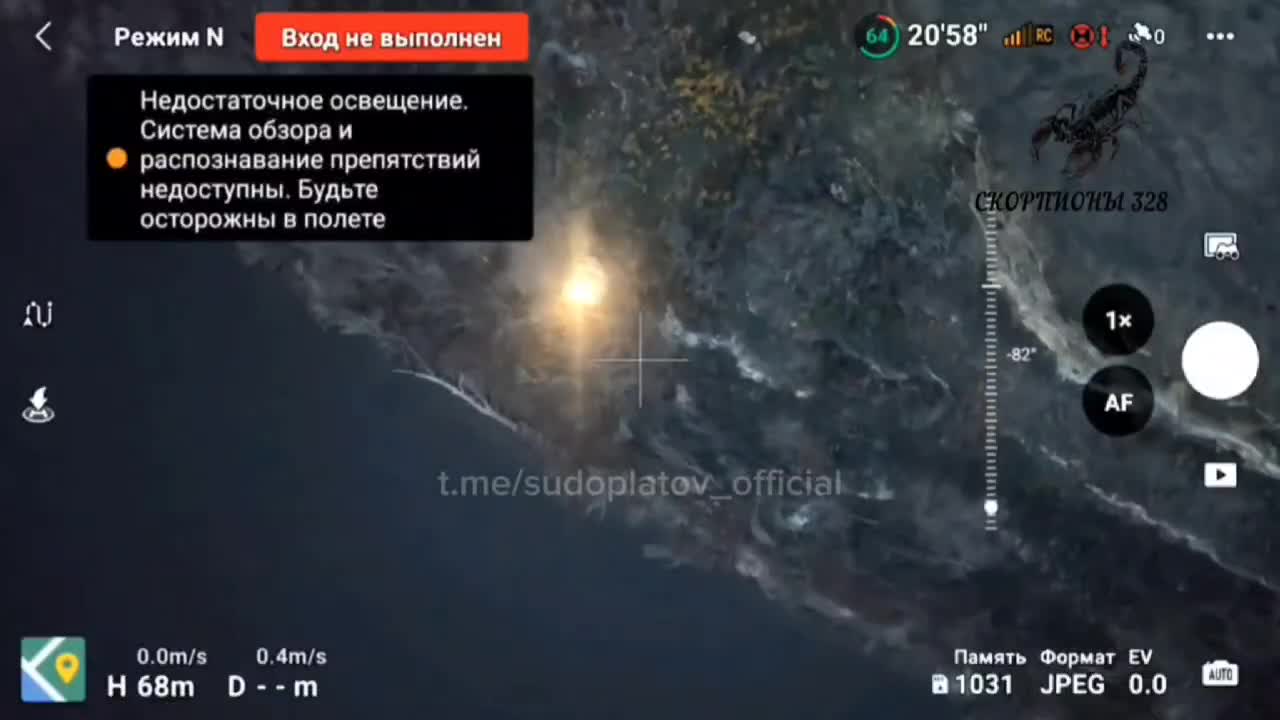 Режим N
Вход не выполнен
64
20'58"
RC
0
Недостаточное освещение.
Система обзора и
распознавание препятствий
недоступны. Будьте
осторожны в полете
СКОРПИОНЫ 328
1×
-82°
AF
t.me/sudoplatov_official
0.0m/s
0.4m/s
H 68m
D - - m
Память
Формат
EV
1031
JPEG
0.0
AUTO